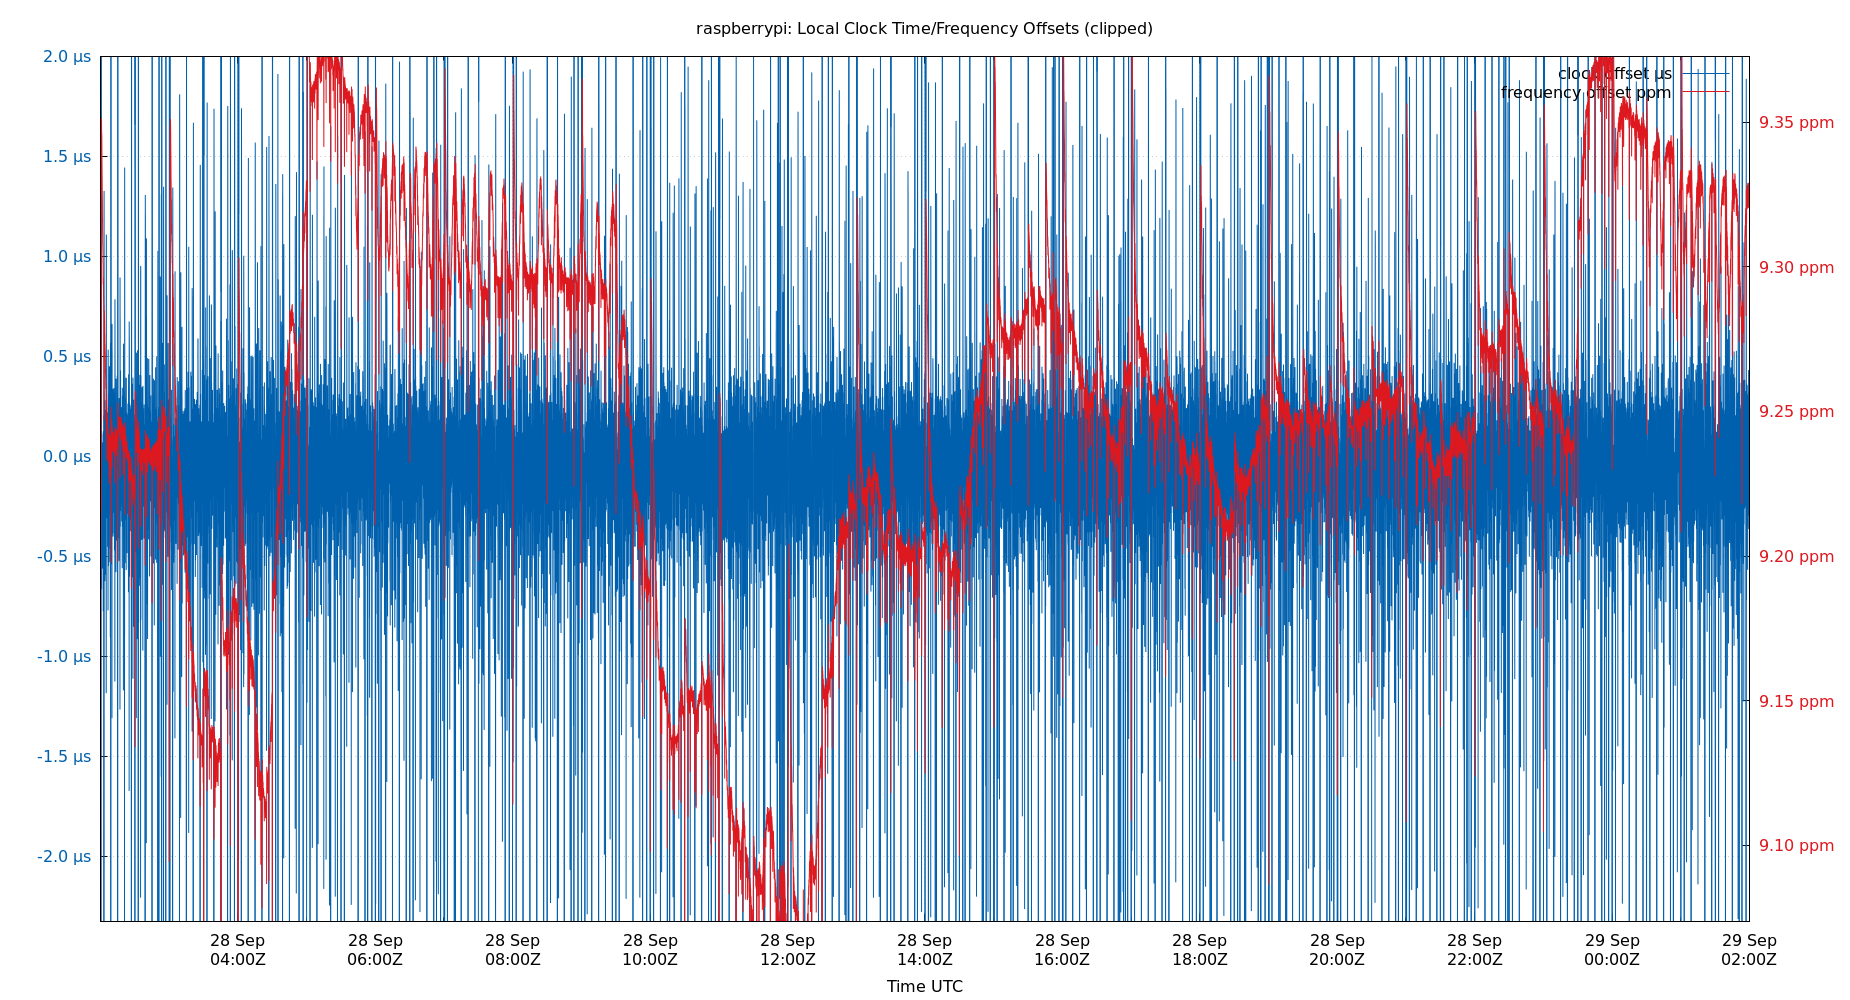 raspberrypi: Local Clock Time/Frequency Offsets (clipped)
clock offset µs
frequency offset ppm
2.0 µs
1.5 µs
1.0 µs
0.5 µs
0.0 µs
-0.5 µs
-1.0 µs
-1.5 µs
-2.0 µs
9.35 ppm
9.30 ppm
9.25 ppm
9.20 ppm
9.15 ppm
9.10 ppm
28 Sep
04:00Z
28 Sep
06:00Z
28 Sep
08:00Z
28 Sep
10:00Z
28 Sep
12:00Z
28 Sep
14:00Z
28 Sep
16:00Z
28 Sep
18:00Z
28 Sep
20:00Z
28 Sep
22:00Z
29 Sep
00:00Z
29 Sep
02:00Z
Time UTC